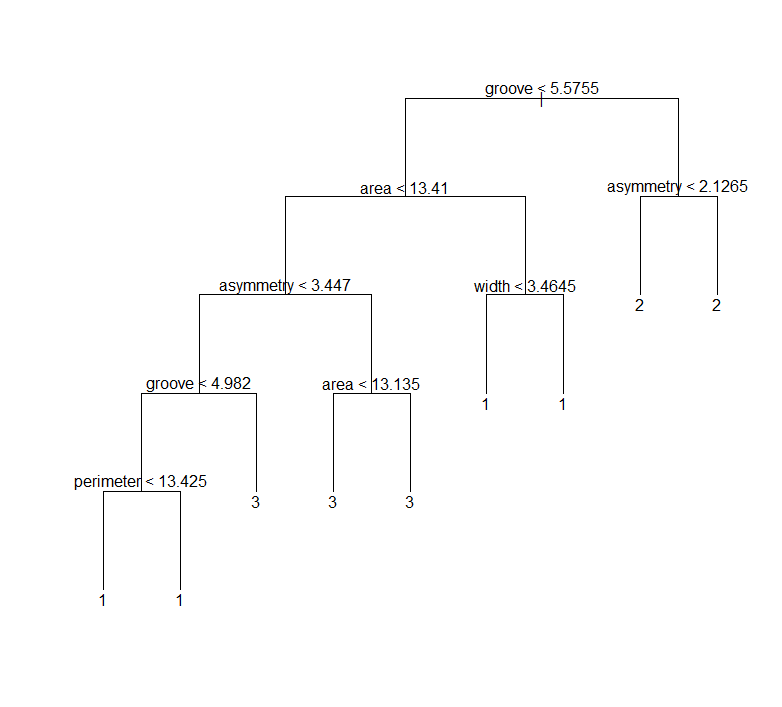 groove < 5.5755
area < 13.41
asymmetry < 2.1265
asymmetry < 3.447
width < 3.4645
2
2
groove < 4.982
area < 13.135
1
1
perimeter < 13.425
3
3
3
1
1